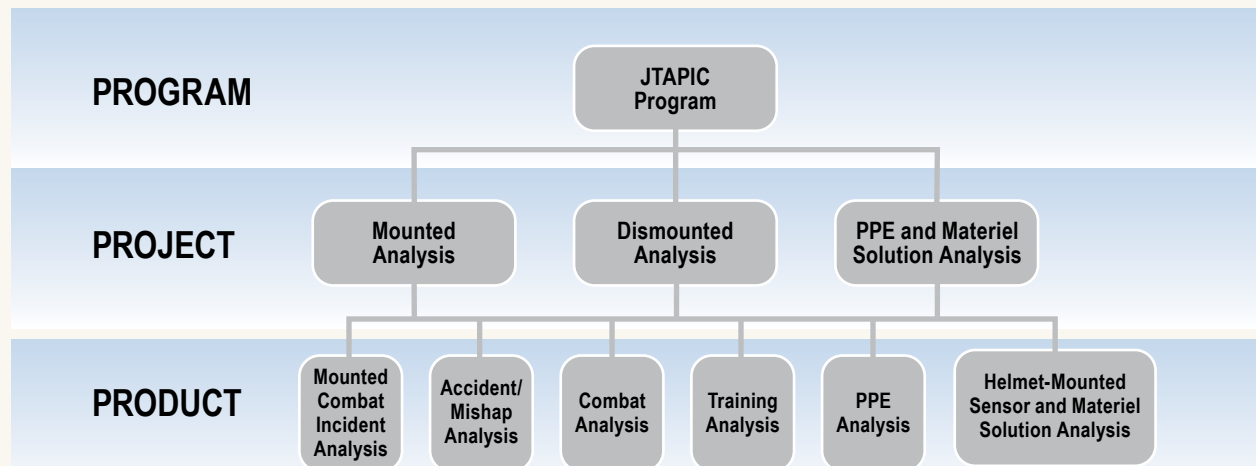 PROGRAM
JTAPIC
Program
PROJECT
Mounted
Analysis
Dismounted
Analysis
PPE and Materiel
Solution Analysis
PRODUCT
Mounted
Combat
Incident
Analysis
Accident/
Mishap
Analysis
Combat
Analysis
Training
Analysis
PPE
Analysis
Helmet-Mounted
Sensor and Materiel
Solution Analysis